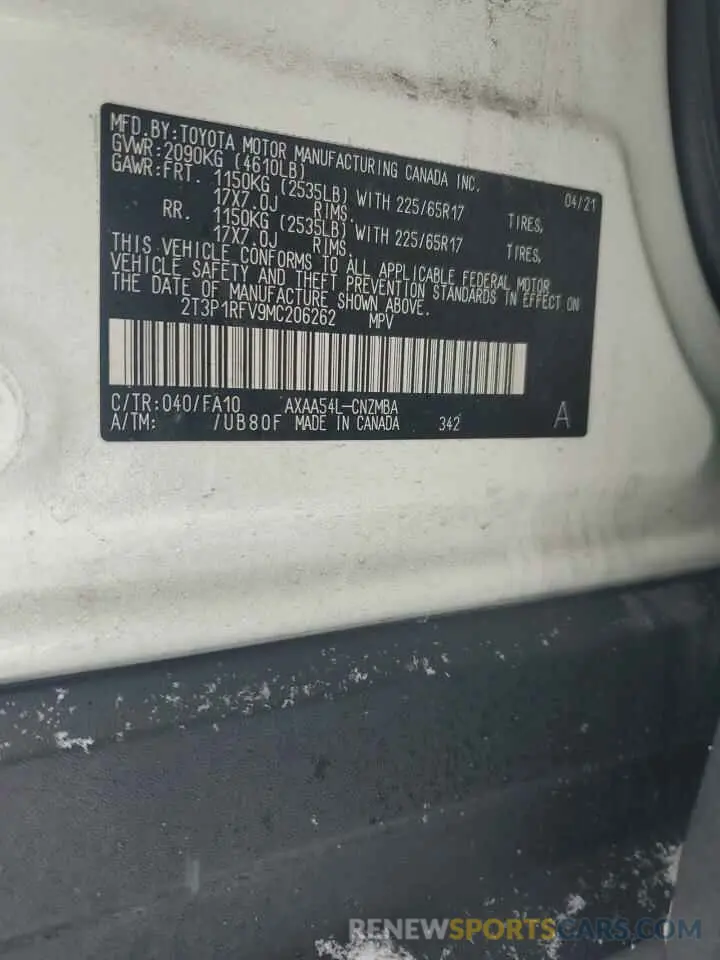 MFD.BY:TOYOTA MOTOR MANUFACTURING CANADA INC. 04/21
GVWR:2090KG (4610LB)
GAWR:FRT. 1150KG (2535LB) WITH 225/65R17 TIRES,
17X7.0J RIMS.
RR. 1150KG (2535LB) WITH 225/65R17 TIRES,
17X7.0J RIMS.
THIS VEHICLE CONFORMS TO ALL APPLICABLE FEDERAL MOTOR
VEHICLE SAFETY AND THEFT PREVENTION STANDARDS IN EFFECT ON
THE DATE OF MANUFACTURE SHOWN ABOVE.
2T3P1RFV9MC206262 MPV
C/TR:040/FA10 AXAA54L-CNZMBA
A/TM: /UB80F MADE IN CANADA 342 A
RENEWSPORTSCARS.COM